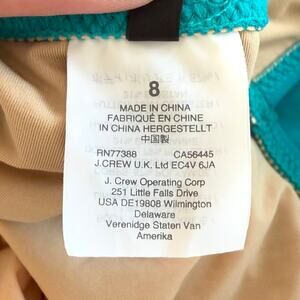 8
MADE IN CHINA
FABRIQUÉ EN CHINE
IN CHINA HERGESTELLT
中国製
RN77388 CA56445
J.CREW U.K. Ltd EC4V 6JA
J. Crew Operating Corp
251 Little Falls Drive
USA DE19808 Wilmington
Delaware
Verenidge Staten Van
Amerika